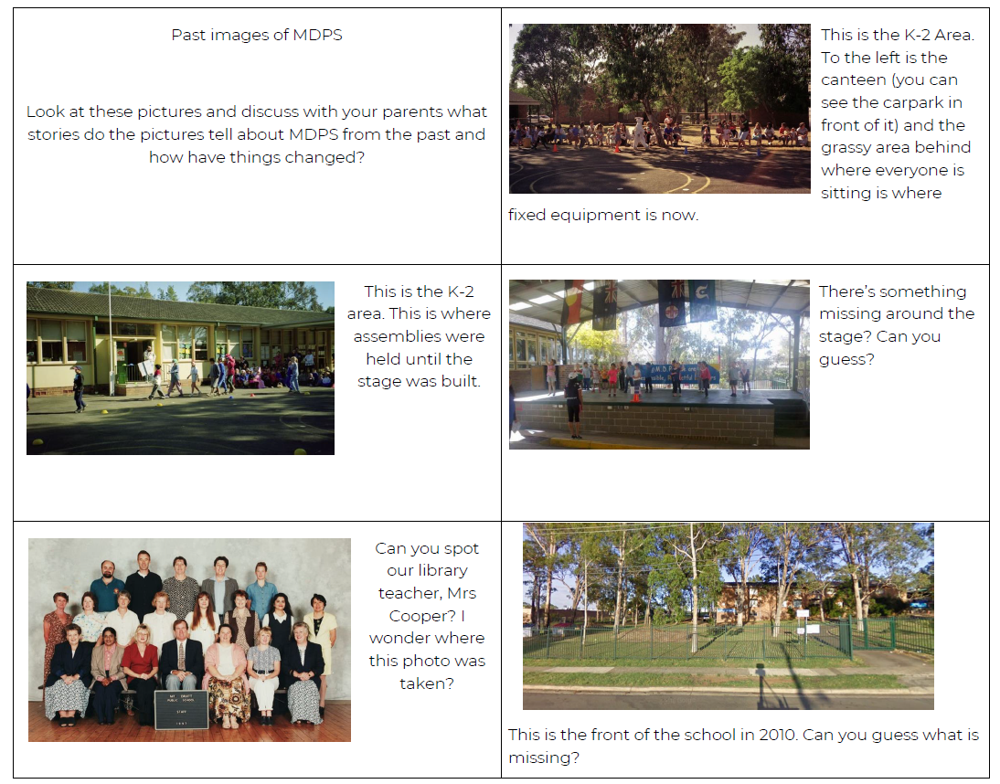 Past images of MDPS
Look at these pictures and discuss with your parents what
stories do the pictures tell about MDPS from the past and
how have things changed?
This is the K-2 Area.
To the left is the
canteen (you can
see the carpark in
front of it) and the
grassy area behind
where everyone is
sitting is where
fixed equipment is now.
This is the K-2
area. This is where
assemblies were
held until the
stage was built.
There’s something
missing around the
stage? Can you
guess?
Can you spot
our library
teacher, Mrs
Cooper? I
wonder where
this photo was
taken?
MT DRUITT
PUBLIC SCHOOL
STAFF
1997
This is the front of the school in 2010. Can you guess what is
missing?